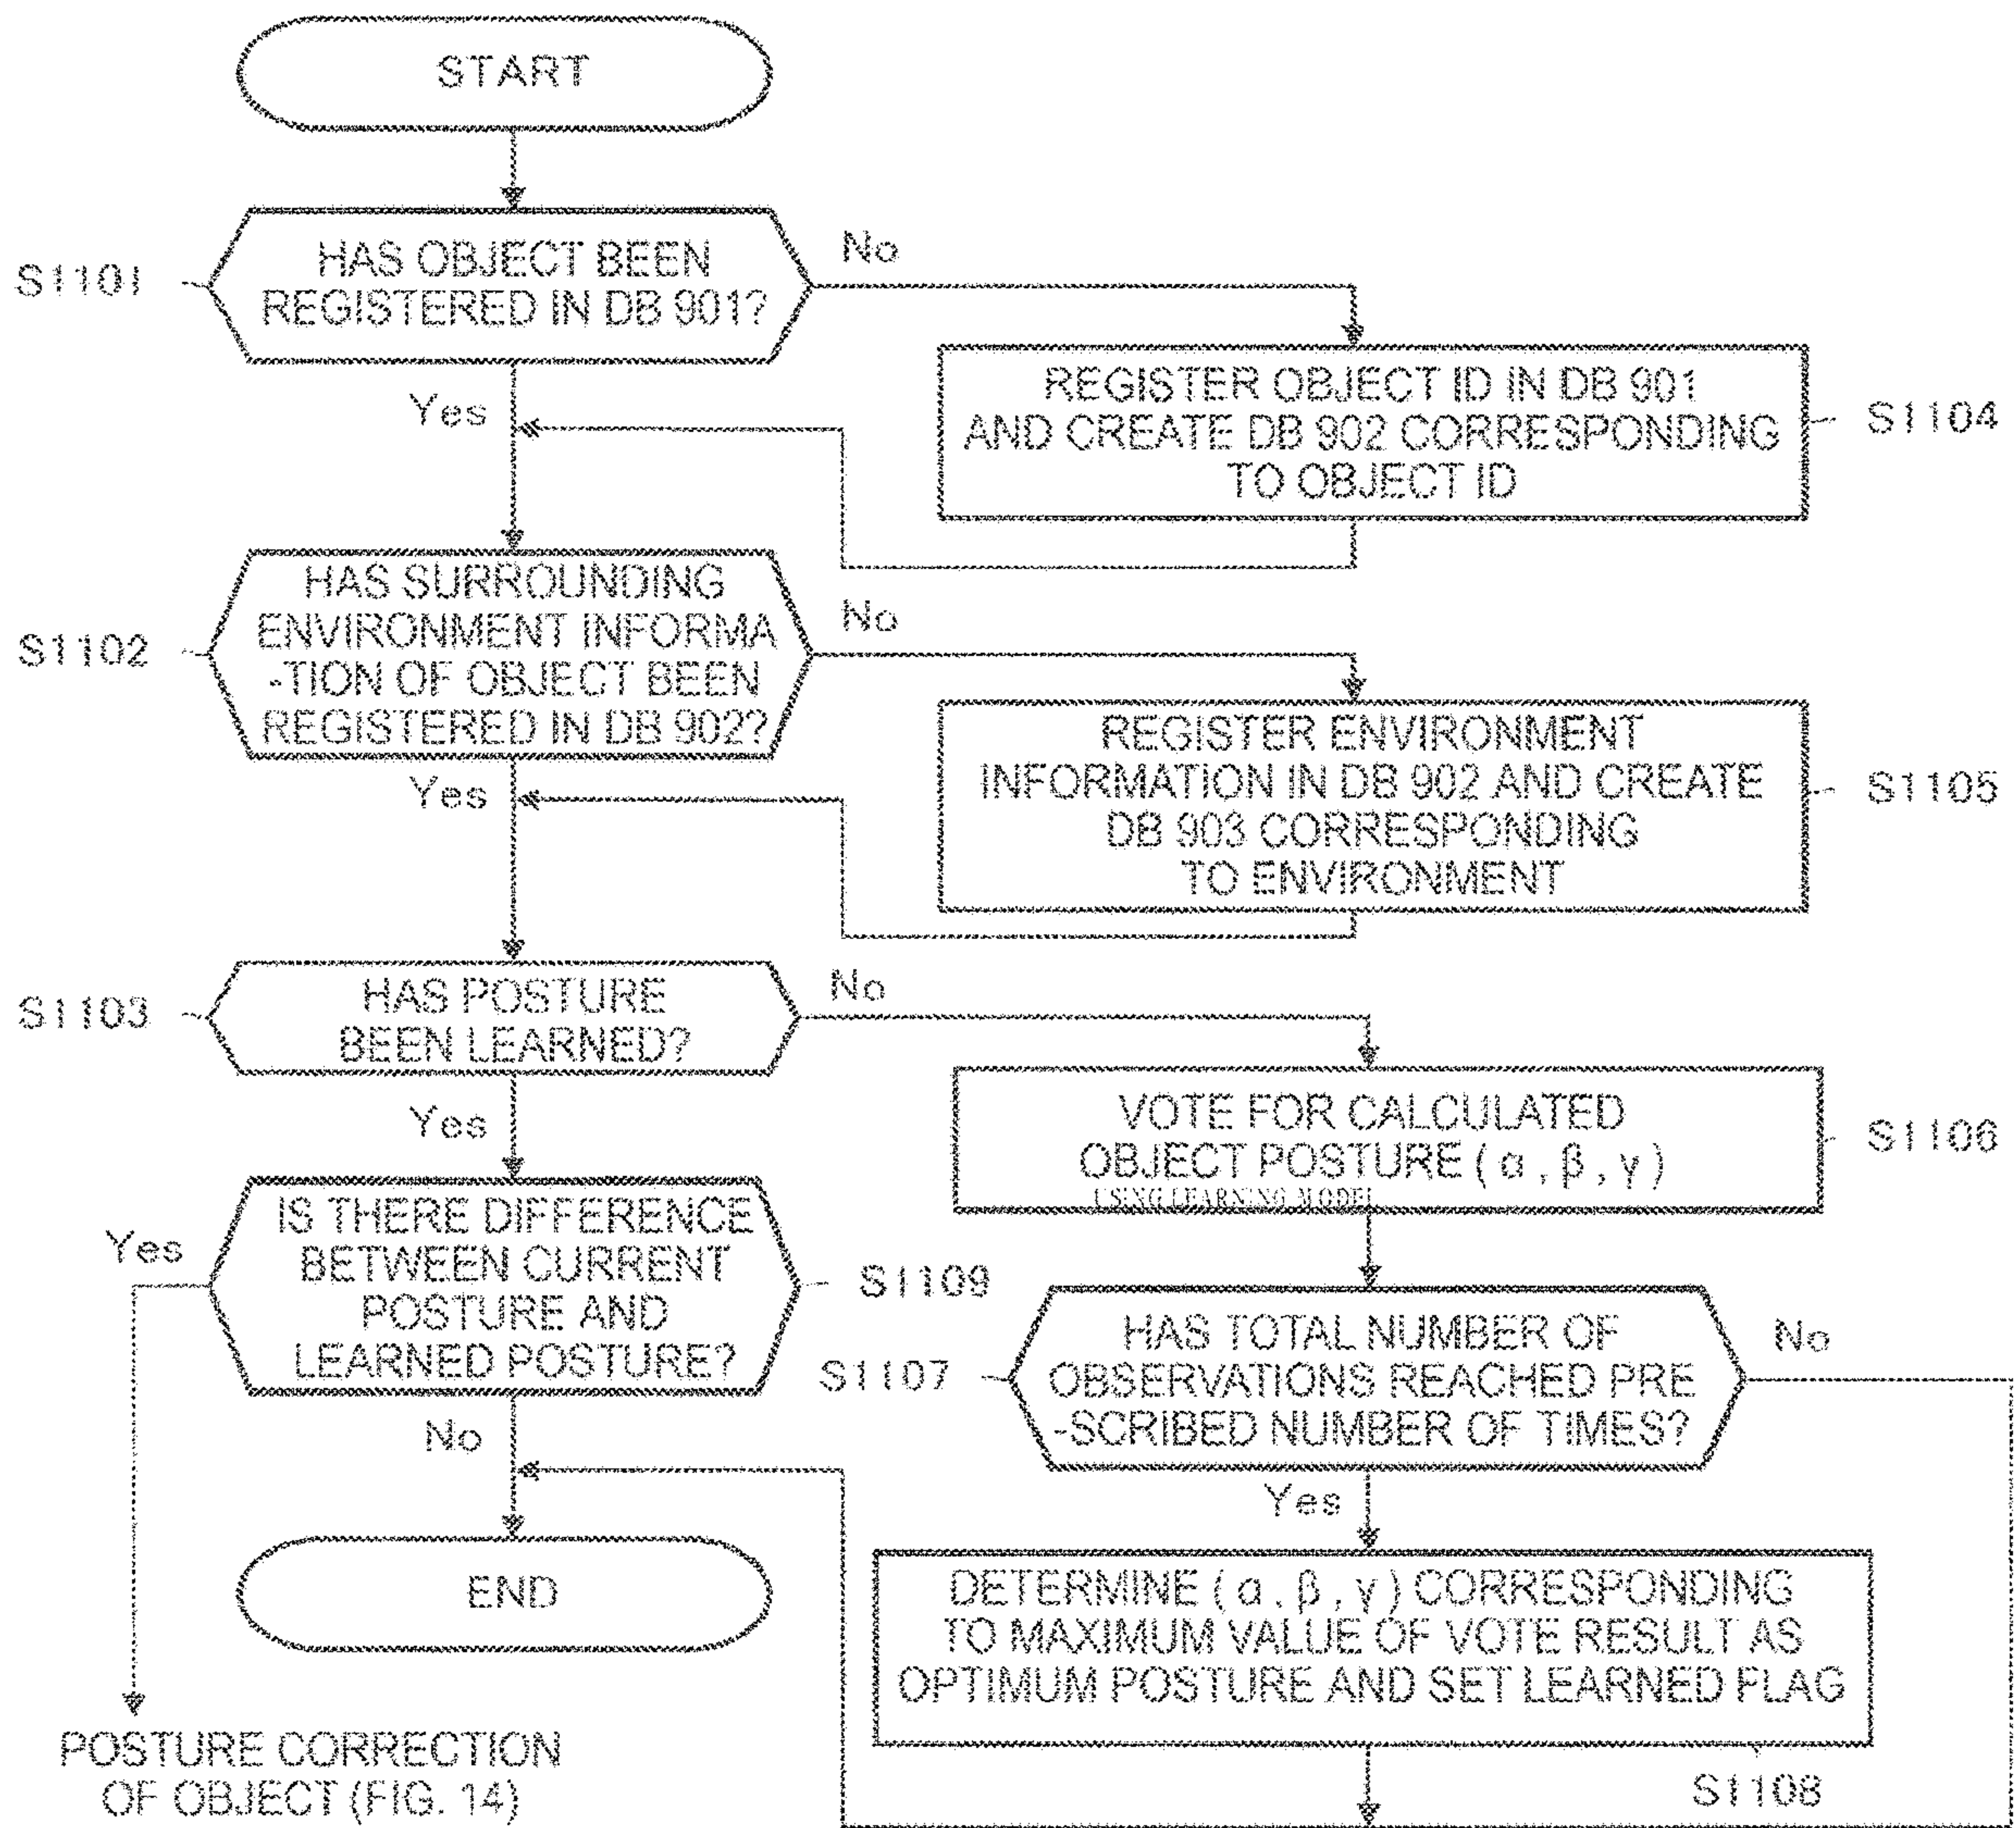 START
S1101
HAS OBJECT BEEN
REGISTERED IN DB 901?
No
Yes
REGISTER OBJECT ID IN DB 901
AND CREATE DB 902 CORRESPONDING
TO OBJECT ID
S1104
S1102
HAS SURROUNDING
ENVIRONMENT INFORMA
-TION OF OBJECT BEEN
REGISTERED IN DB 902?
No
Yes
REGISTER ENVIRONMENT
INFORMATION IN DB 902 AND CREATE
DB 903 CORRESPONDING
TO ENVIRONMENT
S1105
S1103
HAS POSTURE
BEEN LEARNED?
No
Yes
VOTE FOR CALCULATED
OBJECT POSTURE ( α , β , γ )
USING LEARNING MODEL
S1106
Yes
IS THERE DIFFERENCE
BETWEEN CURRENT
POSTURE AND
LEARNED POSTURE?
S1109
No
S1107
HAS TOTAL NUMBER OF
OBSERVATIONS REACHED PRE
-SCRIBED NUMBER OF TIMES?
No
Yes
END
DETERMINE ( α , β , γ ) CORRESPONDING
TO MAXIMUM VALUE OF VOTE RESULT AS
OPTIMUM POSTURE AND SET LEARNED FLAG
S1108
POSTURE CORRECTION
OF OBJECT (FIG. 14)